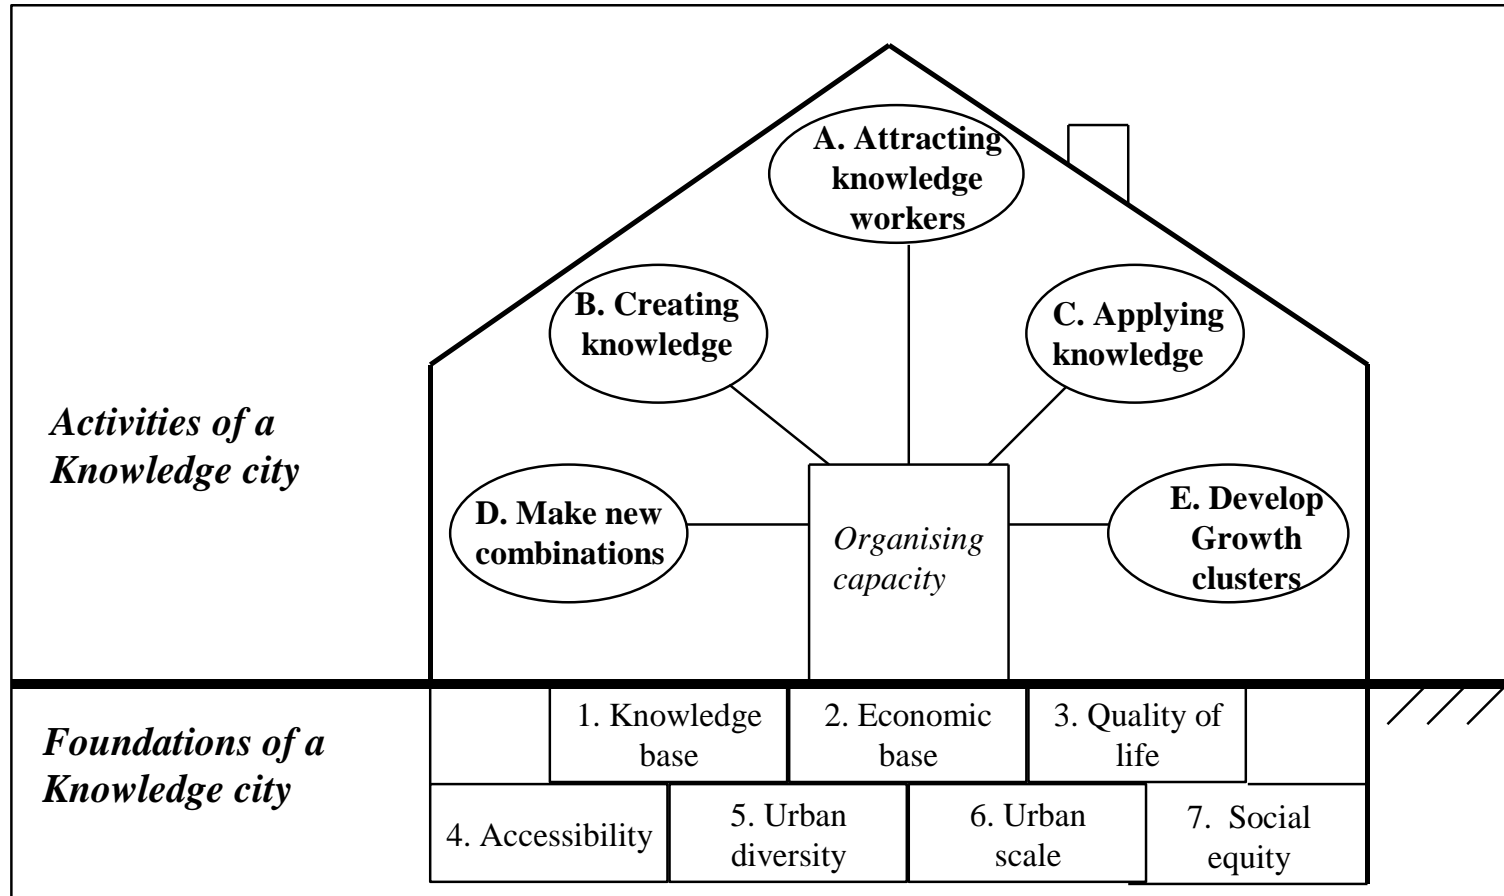 A. Attracting
knowledge
workers
B. Creating
knowledge
C. Applying
knowledge
Activities of a
Knowledge city
D. Make new
combinations
Organising
capacity
E. Develop
Growth
clusters
Foundations of a
Knowledge city
1. Knowledge
base
2. Economic
base
3. Quality of
life
4. Accessibility
5. Urban
diversity
6. Urban
scale
7. Social
equity